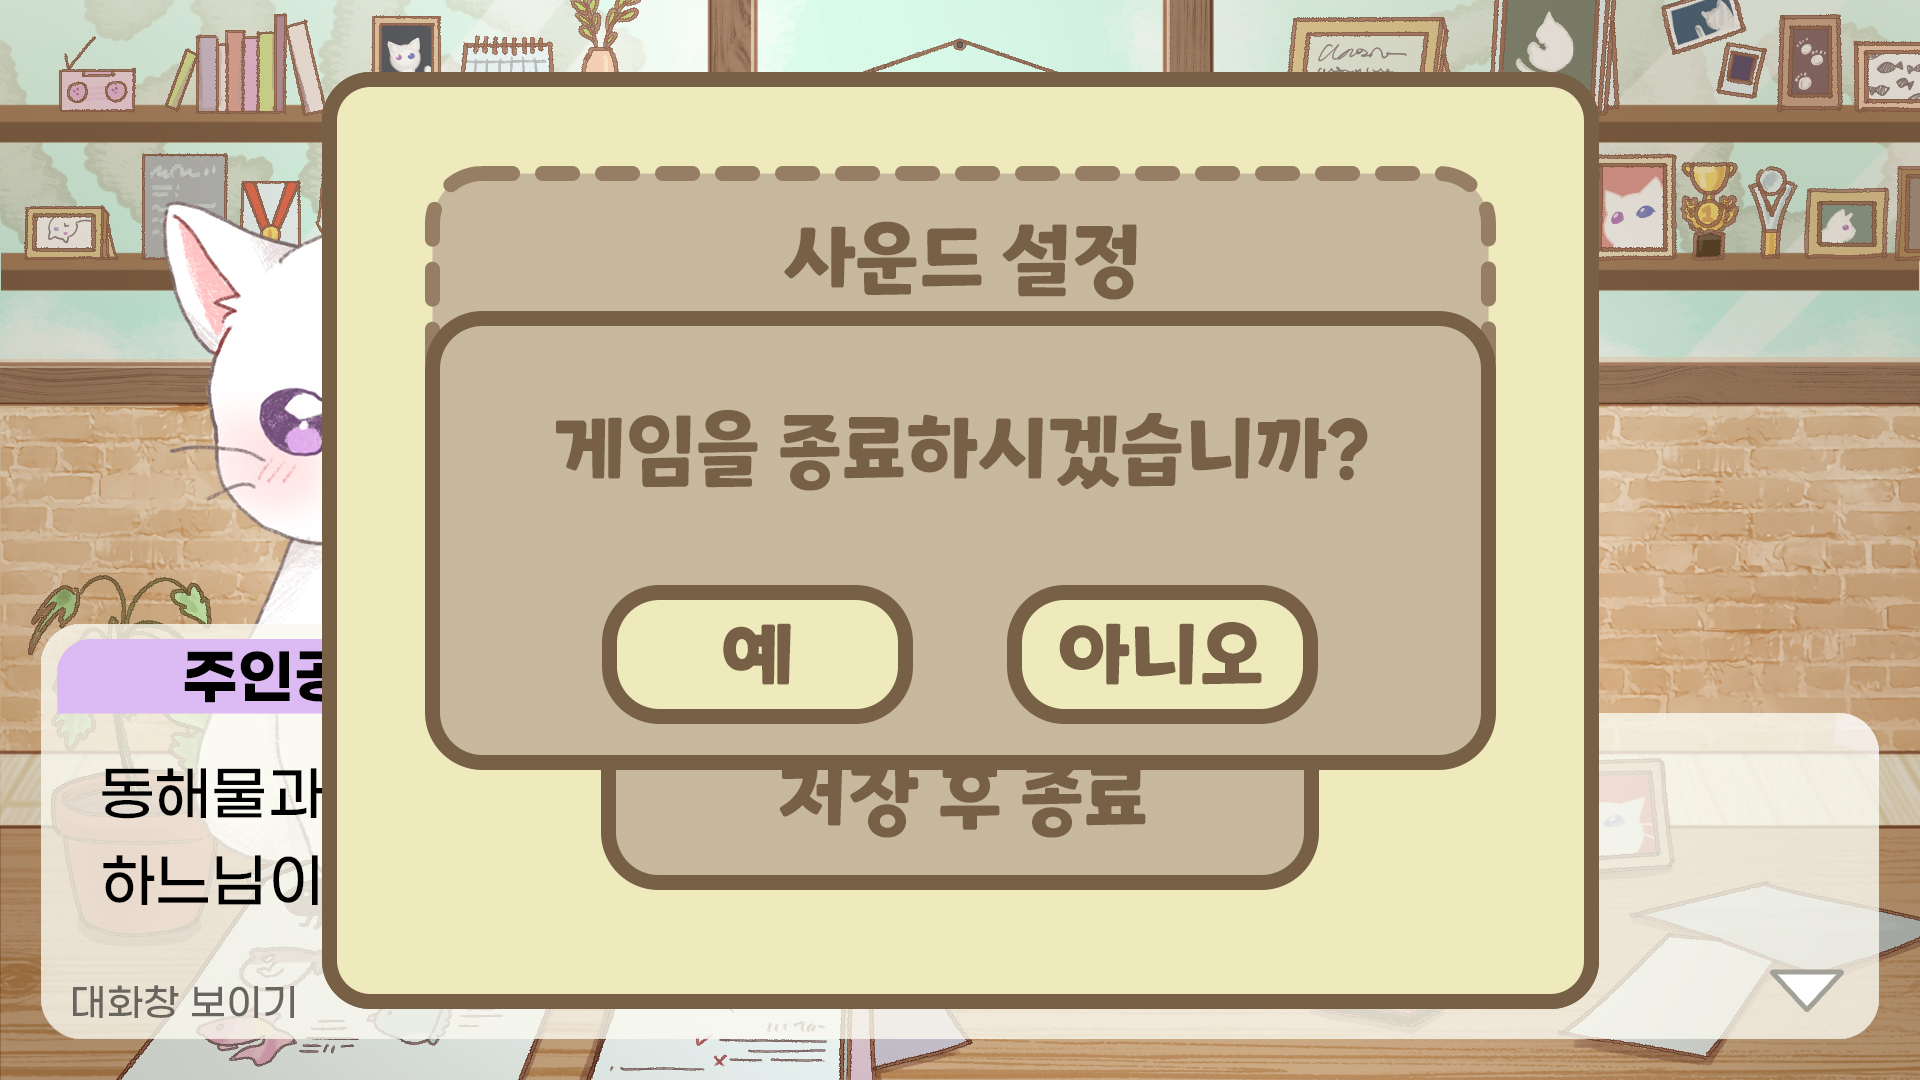 사운드 설정
게임을 종료하시겠습니까?
예
아니오
저장 후 종료
주인공
동해물과
하느님이
대화창 보이기